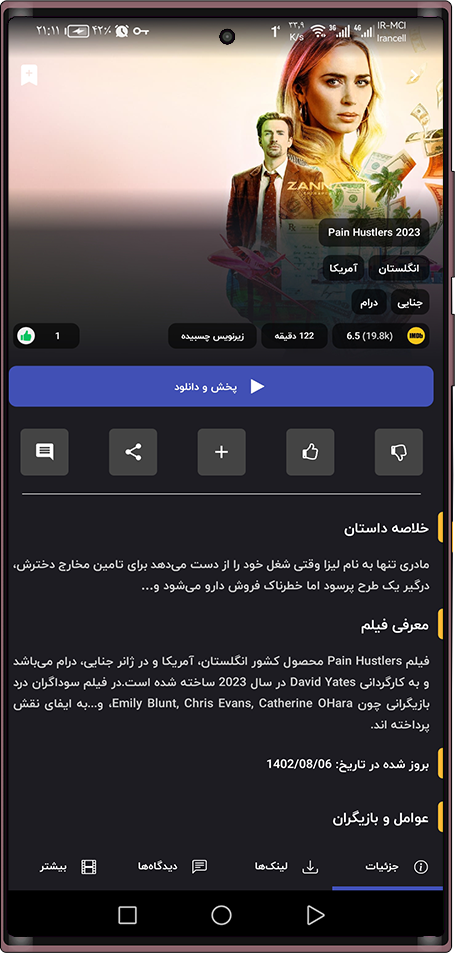 ۲۱:۱۱ ۴۲٪ ۳۳٫۹ K/s 3G 4G IR-MCI Irancell
ZANNA
Pain Hustlers 2023
انگلستان آمریکا
جنایی درام
IMDb 6.5 (19.8k) 122 دقیقه زیرنویس چسبیده 1
پخش و دانلود
خلاصه داستان
مادری تنها به نام لیزا وقتی شغل خود را از دست می‌دهد برای تامین مخارج دخترش،
درگیر یک طرح پرسود اما خطرناک فروش دارو می‌شود و...
معرفی فیلم
فیلم Pain Hustlers محصول کشور انگلستان، آمریکا و در ژانر جنایی، درام می‌باشد
و به کارگردانی David Yates در سال 2023 ساخته شده است.در فیلم سوداگران درد
بازیگرانی چون Emily Blunt, Chris Evans, Catherine OHara، و...به ایفای نقش
پرداخته اند.
بروز شده در تاریخ: 1402/08/06
عوامل و بازیگران
جزئیات لینک‌ها دیدگاه‌ها بیشتر